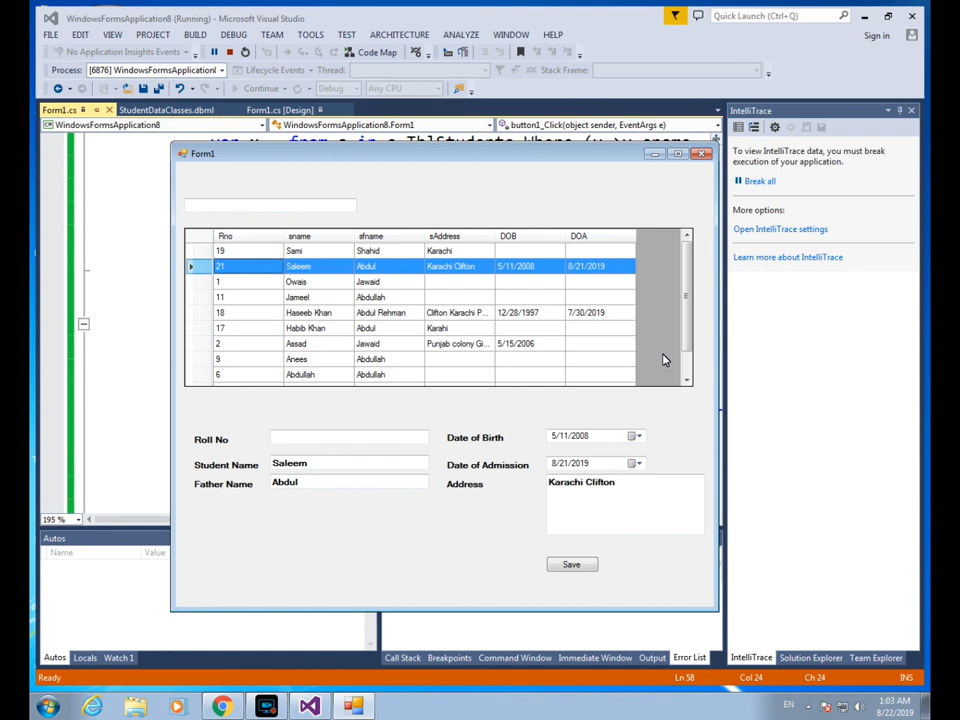 WindowsFormsApplication8 (Running) - Microsoft Visual Studio
Quick Launch (Ctrl+Q)
FILE EDIT VIEW PROJECT BUILD DEBUG TEAM TOOLS TEST ARCHITECTURE ANALYZE WINDOW HELP
Sign in
No Application Insights Events
Code Map
Process: [6876] WindowsFormsApplication
Lifecycle Events
Thread:
Stack Frame:
Continue
Debug
Any CPU
Form1.cs
StudentDataClasses.dbml
Form1.cs [Design]
IntelliTrace
WindowsFormsApplication8
WindowsFormsApplication8.Form1
button1_Click(object sender, EventArgs e)
Form1
To view IntelliTrace data, you must break execution of your application.
Break all
More options:
Open IntelliTrace settings
Learn more about IntelliTrace
Rno sname sfname sAddress DOB DOA
19 Sami Shahid Karachi
21 Saleem Abdul Karachi Clifton 5/11/2008 8/21/2019
1 Owais Jawaid
11 Jameel Abdullah
18 Haseeb Khan Abdul Rehman Clifton Karachi P... 12/28/1997 7/30/2019
17 Habib Khan Abdul Karahi
2 Assad Jawaid Punjab colony Gi... 5/15/2006
9 Anees Abdullah
6 Abdullah Abdullah
Roll No
Date of Birth 5/11/2008
Student Name Saleem
Date of Admission 8/21/2019
Father Name Abdul
Address Karachi Clifton
Save
195 %
Autos
Name Value
Autos Locals Watch 1
Call Stack Breakpoints Command Window Immediate Window Output Error List
IntelliTrace Solution Explorer Team Explorer
Ready
Ln 58 Col 24 Ch 24 INS
EN
1:03 AM
8/22/2019